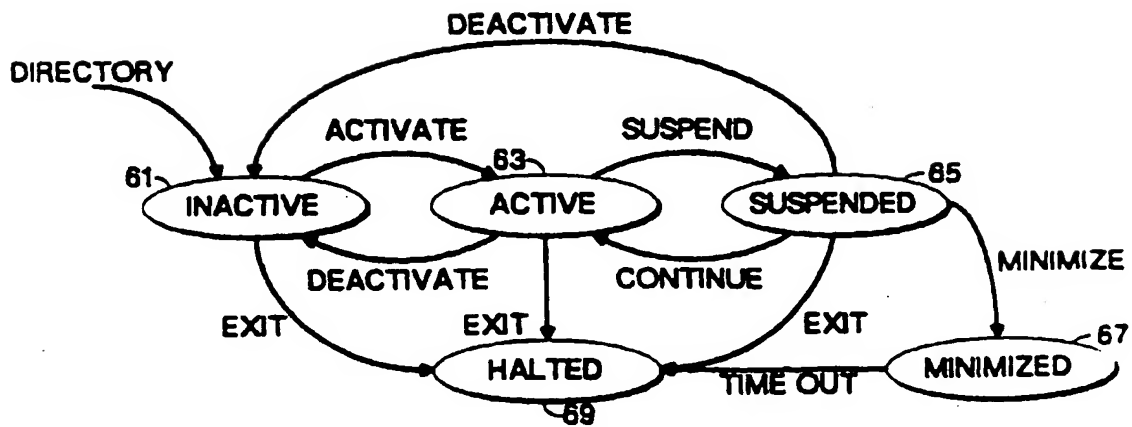 DEACTIVATE
DIRECTORY
ACTIVATE
SUSPEND
61
63
65
INACTIVE
ACTIVE
SUSPENDED
DEACTIVATE
CONTINUE
MINIMIZE
EXIT
EXIT
EXIT
67
HALTED
TIME OUT
MINIMIZED
69